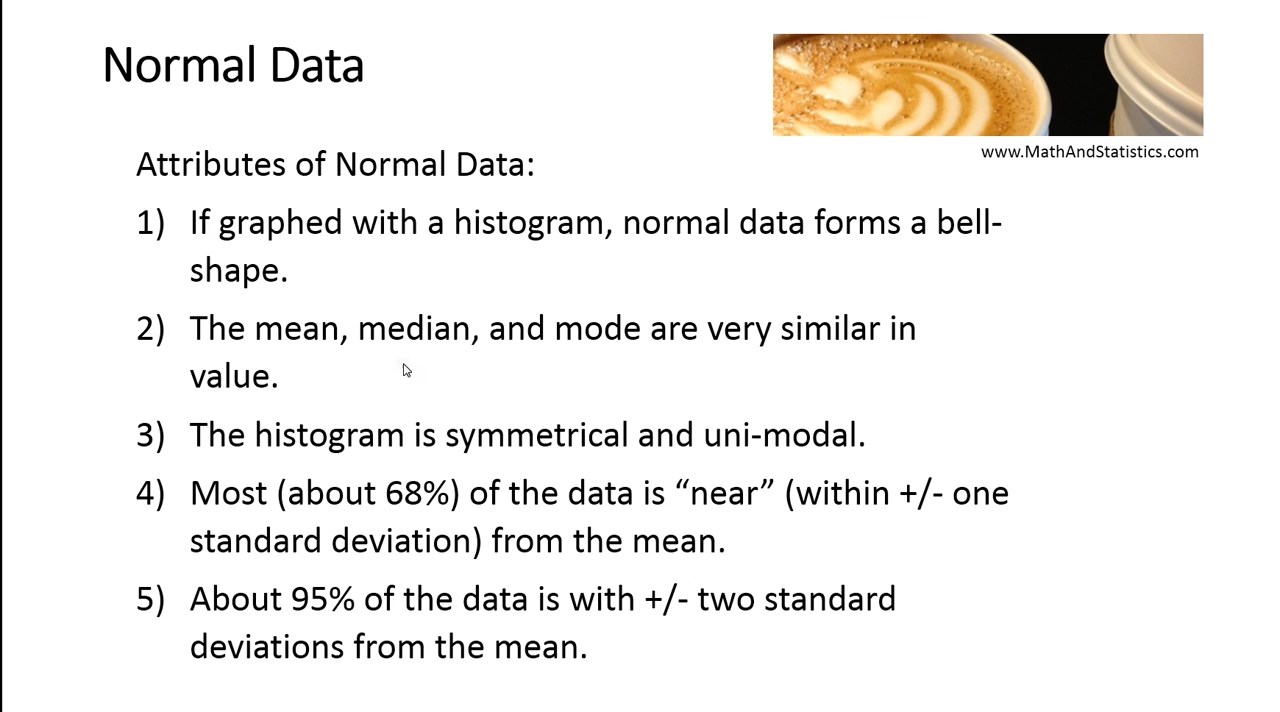 Normal Data
www.MathAndStatistics.com
Attributes of Normal Data:
1) If graphed with a histogram, normal data forms a bell-
shape.
2) The mean, median, and mode are very similar in
value.
3) The histogram is symmetrical and uni-modal.
4) Most (about 68%) of the data is “near” (within +/- one
standard deviation) from the mean.
5) About 95% of the data is with +/- two standard
deviations from the mean.